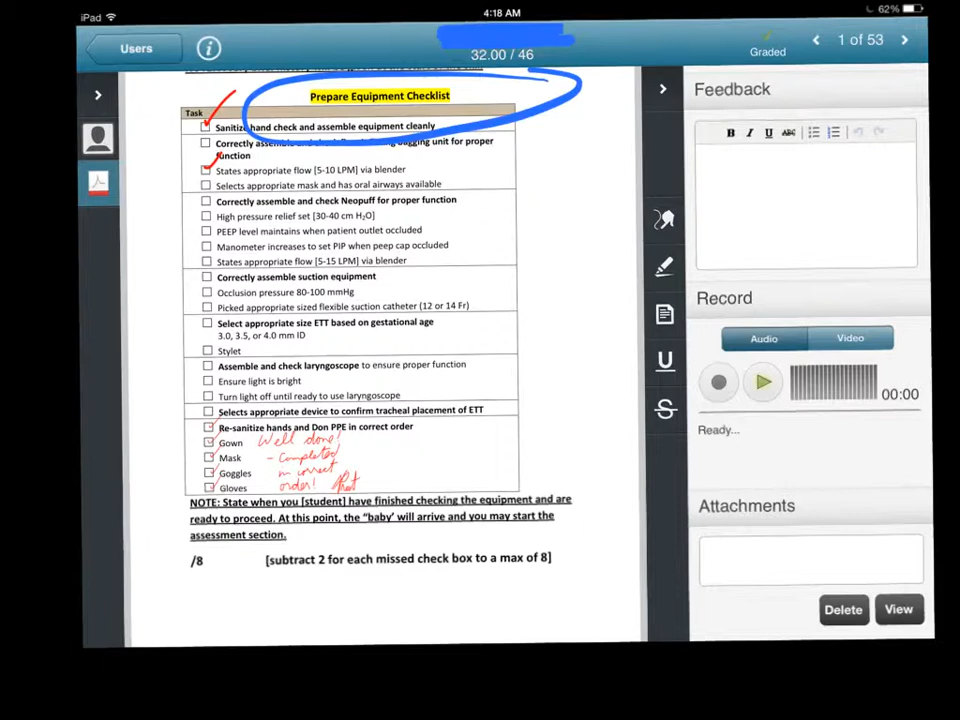 iPad
4:18 AM
62%
Users
32.00 / 46
Graded
1 of 53
Prepare Equipment Checklist
Task
Sanitize hand check and assemble equipment cleanly
Correctly assemble and check bagging unit for proper
function
States appropriate flow [5-10 LPM] via blender
Selects appropriate mask and has oral airways available
Correctly assemble and check Neopuff for proper function
High pressure relief set [30-40 cm H₂O]
PEEP level maintains when patient outlet occluded
Manometer increases to set PIP when peep cap occluded
States appropriate flow [5-15 LPM] via blender
Correctly assemble suction equipment
Occlusion pressure 80-100 mmHg
Picked appropriate sized flexible suction catheter (12 or 14 Fr)
Select appropriate size ETT based on gestational age
3.0, 3.5, or 4.0 mm ID
Stylet
Assemble and check laryngoscope to ensure proper function
Ensure light is bright
Turn light off until ready to use laryngoscope
Selects appropriate device to confirm tracheal placement of ETT
Re-sanitize hands and Don PPE in correct order
Gown Well done!
Mask - Completed
Goggles in correct
Gloves order!
NOTE: State when you [student] have finished checking the equipment and are
ready to proceed. At this point, the "baby' will arrive and you may start the
assessment section.
/8 [subtract 2 for each missed check box to a max of 8]
Feedback
B I U ABC
Record
Audio Video
00:00
Ready...
Attachments
Delete View
U
S